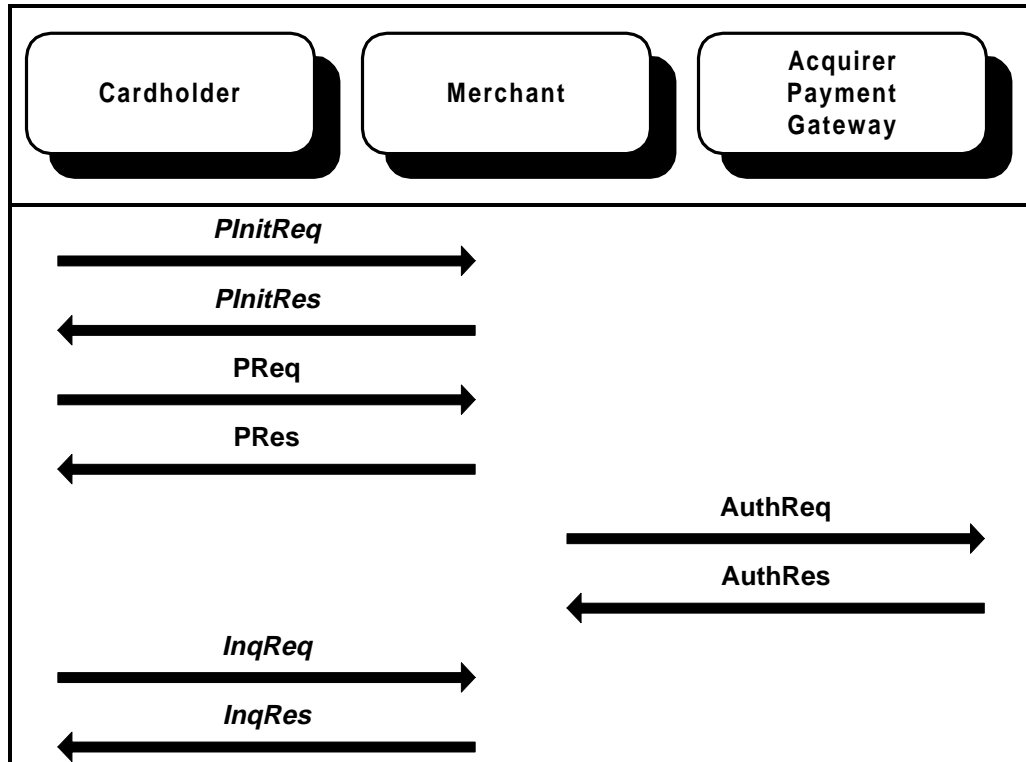 Cardholder
Merchant
Acquirer
Payment
Gateway
PInitReq
PInitRes
PReq
PRes
AuthReq
AuthRes
InqReq
InqRes